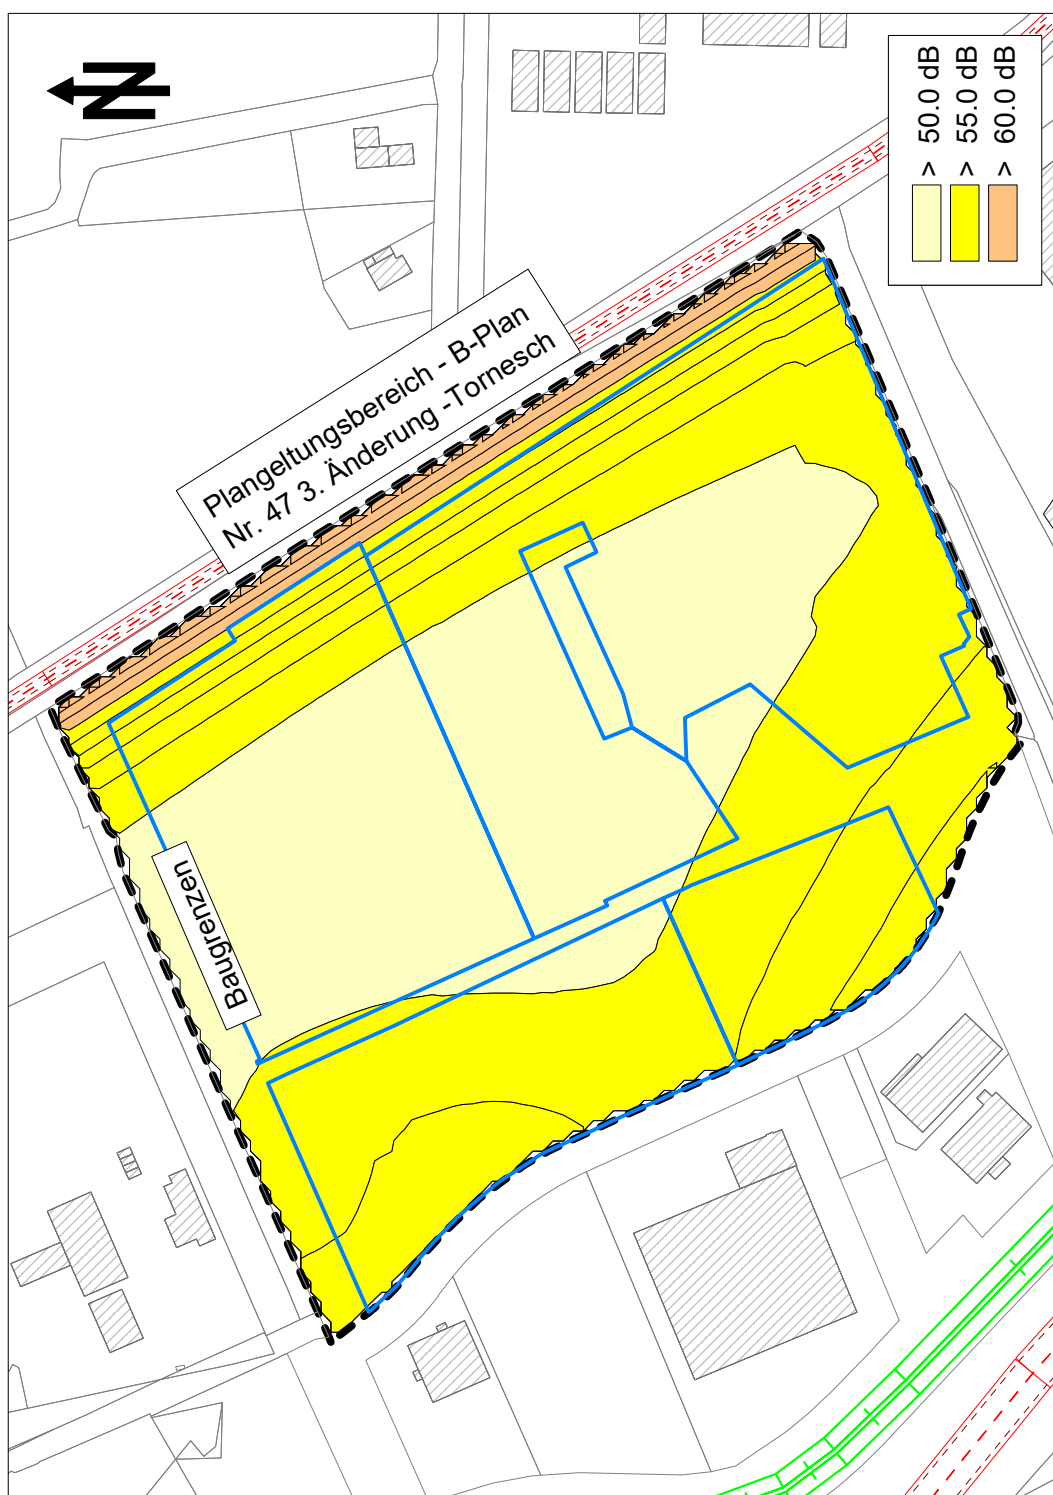 N
Plangeltungsbereich - B-Plan
Nr. 47 3. Änderung -Tornesch
Baugrenzen
> 50.0 dB
> 55.0 dB
> 60.0 dB